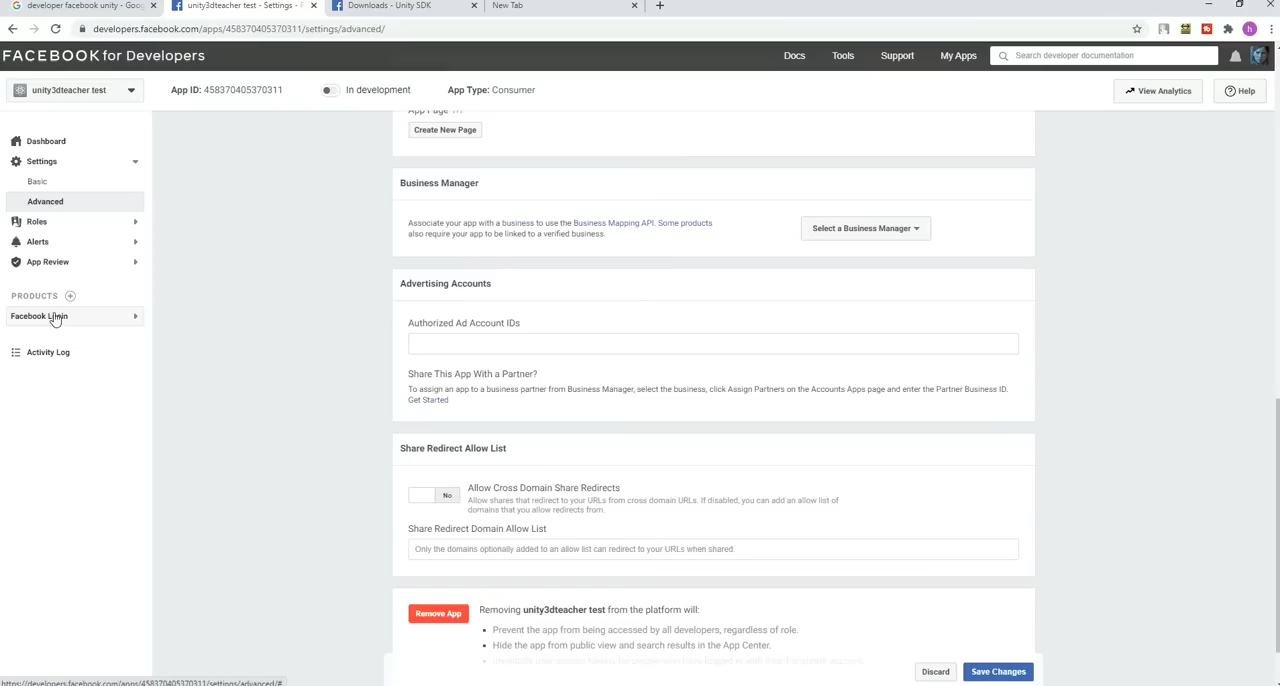 developer facebook unity - Goog
unity3dteacher test - Settings - F
Downloads - Unity SDK
New Tab
developers.facebook.com/apps/458370405370311/settings/advanced/
FACEBOOK for Developers
Docs
Tools
Support
My Apps
Search developer documentation
unity3dteacher test
App ID: 458370405370311
In development
App Type: Consumer
View Analytics
Help
Dashboard
Settings
Basic
Advanced
Roles
Alerts
App Review
PRODUCTS
Facebook Login
Activity Log
App Page
Create New Page
Business Manager
Associate your app with a business to use the Business Mapping API. Some products
also require your app to be linked to a verified business.
Select a Business Manager
Advertising Accounts
Authorized Ad Account IDs
Share This App With a Partner?
To assign an app to a business partner from Business Manager, select the business, click Assign Partners on the Accounts Apps page and enter the Partner Business ID.
Get Started
Share Redirect Allow List
No
Allow Cross Domain Share Redirects
Allow shares that redirect to your URLs from cross domain URLs. If disabled, you can add an allow list of
domains that you allow redirects from.
Share Redirect Domain Allow List
Only the domains optionally added to an allow list can redirect to your URLs when shared.
Remove App
Removing unity3dteacher test from the platform will:
Prevent the app from being accessed by all developers, regardless of role.
Hide the app from public view and search results in the App Center.
Discard
Save Changes
https://developers.facebook.com/apps/458370405370311/settings/advanced/#